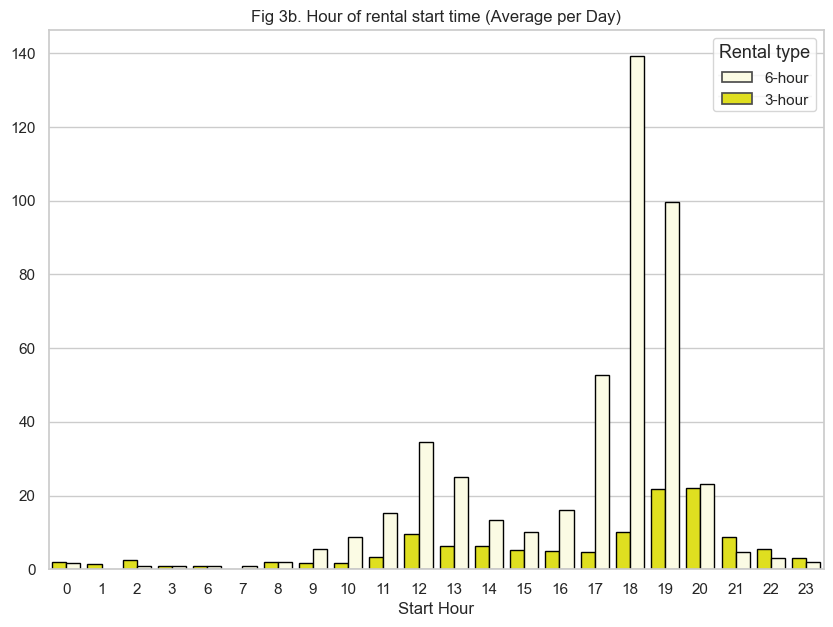 Fig 3b. Hour of rental start time (Average per Day)
Rental type
6-hour
3-hour
140
120
100
80
60
40
20
0
0 1 2 3 6 7 8 9 10 11 12 13 14 15 16 17 18 19 20 21 22 23
Start Hour